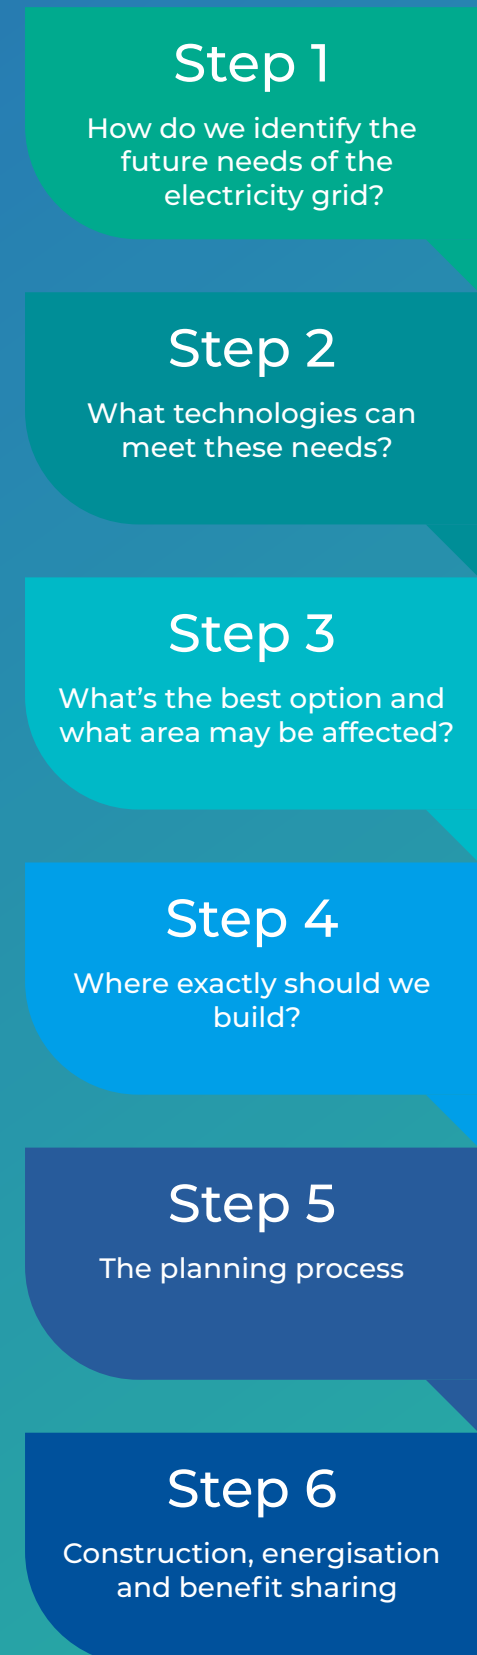 Step 1
How do we identify the
future needs of the
electricity grid?
Step 2
What technologies can
meet these needs?
Step 3
What’s the best option and
what area may be affected?
Step 4
Where exactly should we
build?
Step 5
The planning process
Step 6
Construction, energisation
and benefit sharing